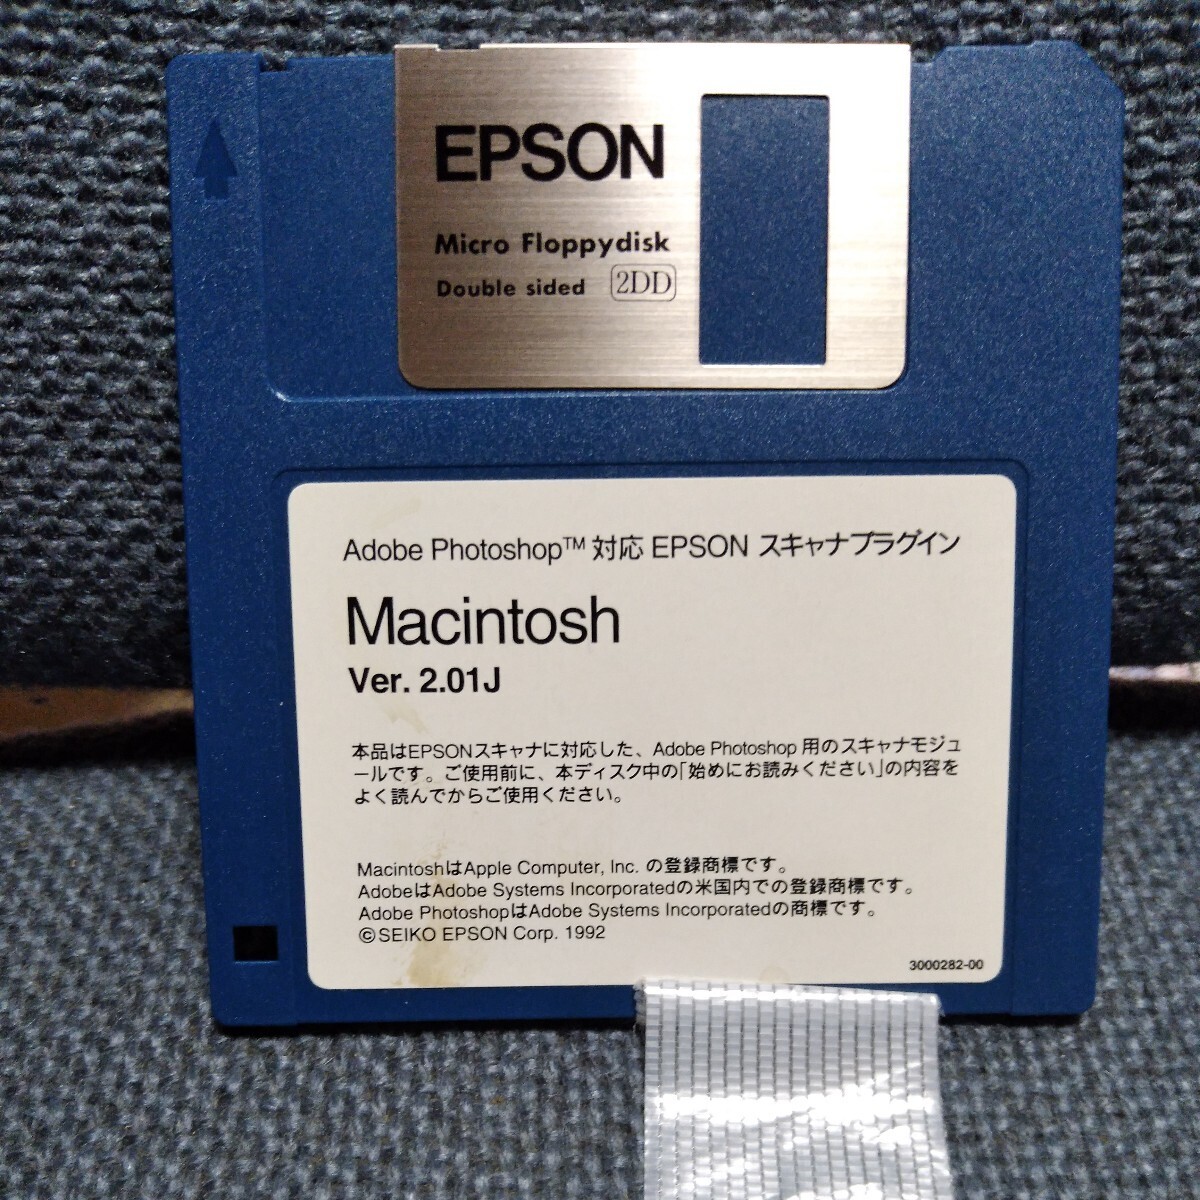 EPSON
Micro Floppydisk
Double sided 2DD
Adobe Photoshop™ 対応 EPSON スキャナプラグイン
Macintosh
Ver. 2.01J
本品はEPSONスキャナに対応した、Adobe Photoshop 用のスキャナモジュ
ールです。ご使用前に、本ディスク中の「始めにお読みください」の内容を
よく読んでからご使用ください。
MacintoshはApple Computer, Inc. の登録商標です。
AdobeはAdobe Systems Incorporatedの米国内での登録商標です。
Adobe PhotoshopはAdobe Systems Incorporatedの商標です。
©SEIKO EPSON Corp. 1992
3000282-00